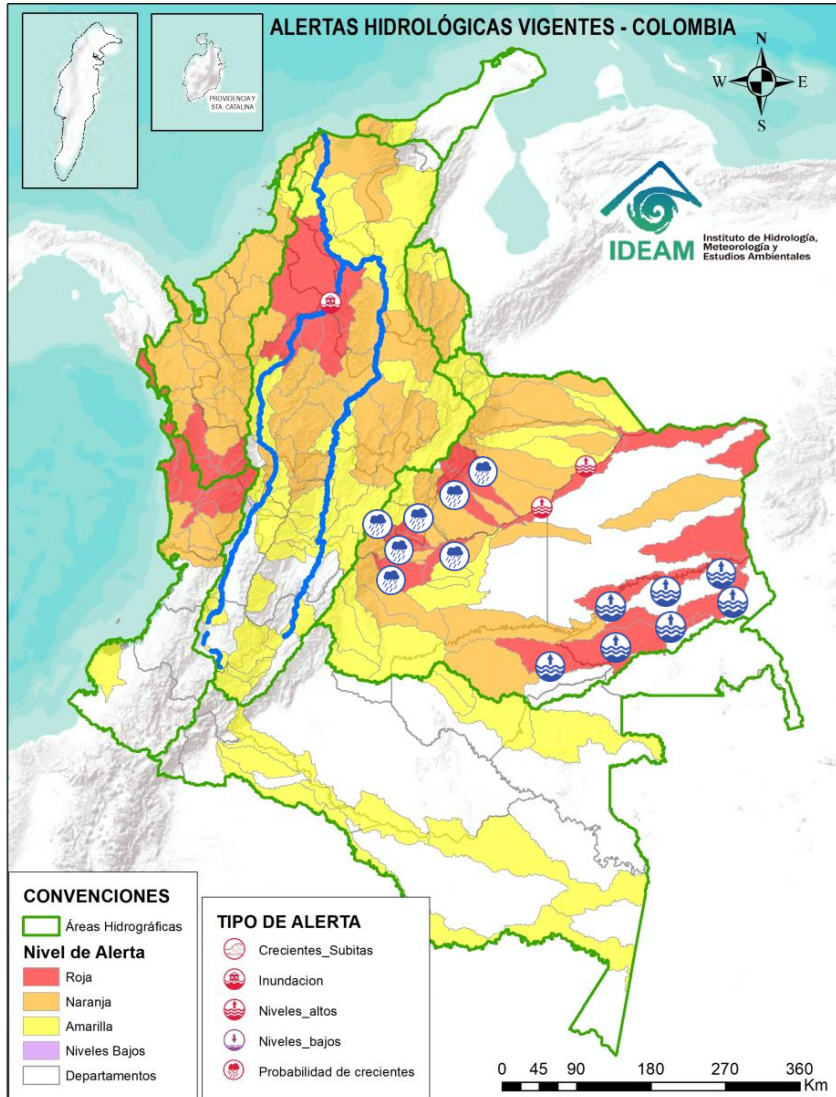 ALERTAS HIDROLÓGICAS VIGENTES - COLOMBIA
PROVIDENCIA Y
STA. CATALINA
N
W
E
S
IDEAM
Instituto de Hidrología,
Meteorología y
Estudios Ambientales
CONVENCIONES
Áreas Hidrográficas
Nivel de Alerta
Roja
Naranja
Amarilla
Niveles Bajos
Departamentos
TIPO DE ALERTA
Crecientes_Subitas
Inundacion
Niveles_altos
Niveles_bajos
Probabilidad de crecientes
0 45 90 180 270 360
Km